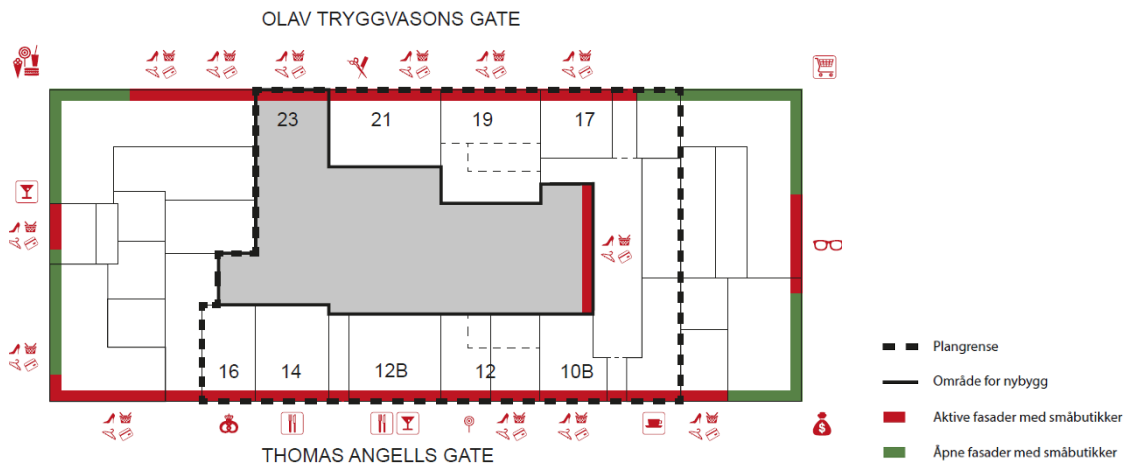 OLAV TRYGGVASONS GATE
23
21
19
17
16
14
12B
12
10B
$
THOMAS ANGELLS GATE
Plangrense
Område for nybygg
Aktive fasader med småbutikker
Åpne fasader med småbutikker